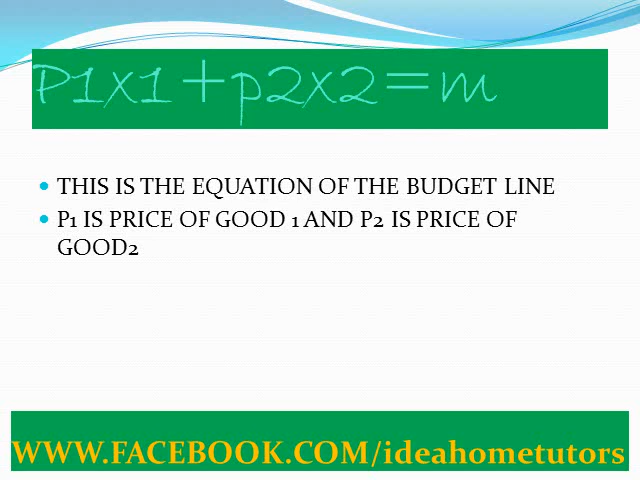 P1x1+p2x2=m
THIS IS THE EQUATION OF THE BUDGET LINE
P1 IS PRICE OF GOOD 1 AND P2 IS PRICE OF
GOOD2
WWW.FACEBOOK.COM/ideahometutors